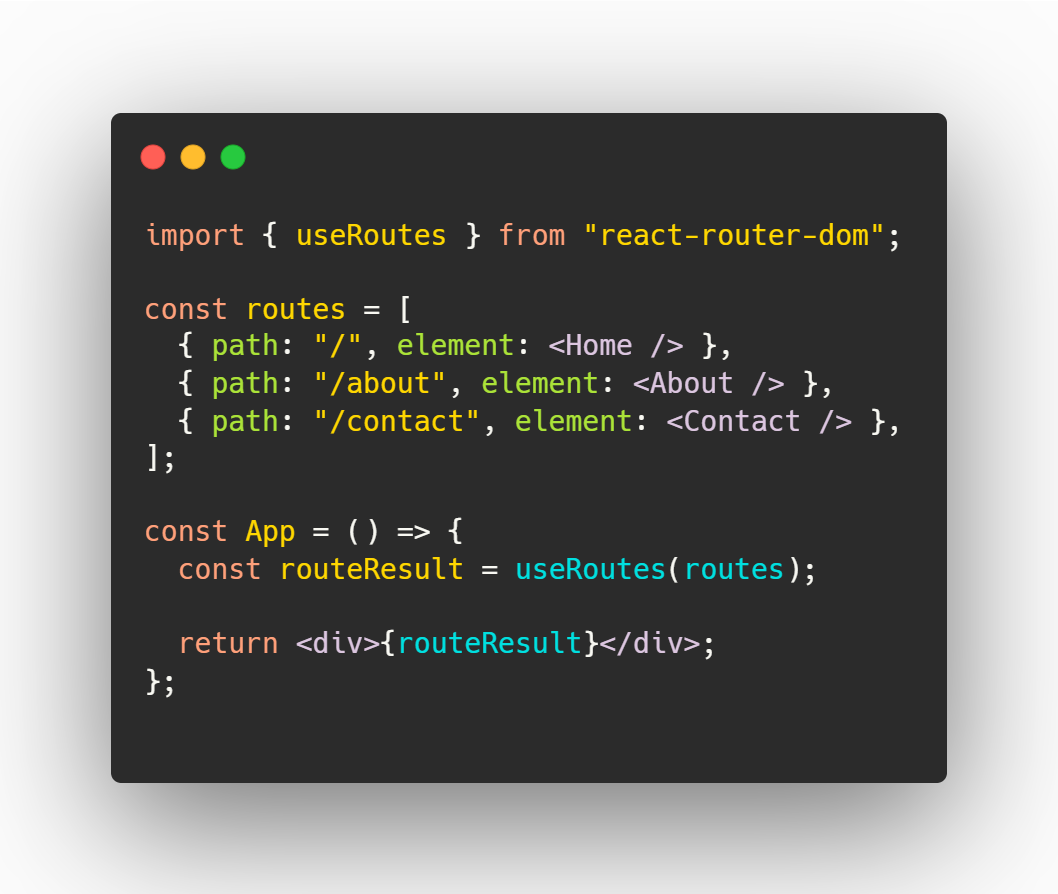 import { useRoutes } from "react-router-dom";
const routes = [
  { path: "/", element: <Home /> },
  { path: "/about", element: <About /> },
  { path: "/contact", element: <Contact /> },
];
const App = () => {
  const routeResult = useRoutes(routes);
  return <div>{routeResult}</div>;
};